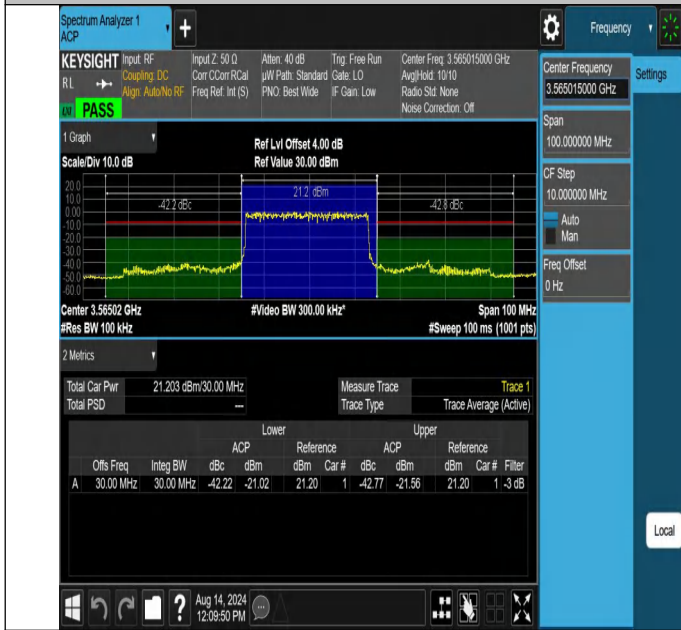 Spectrum Analyzer 1
ACP
Frequency
KEYSIGHT Input: RF Input Z: 50 Ω Atten: 40 dB Trig: Free Run Center Freq: 3.565015000 GHz
RL Coupling: DC Corr CCorr RCal µW Path: Standard Gate: LO Avg|Hold: 10/10
Align: Auto/No RF Freq Ref: Int (S) PNO: Best Wide IF Gain: Low Radio Std: None
PASS Noise Correction: Off
Center Frequency
3.565015000 GHz
Settings
Span
100.000000 MHz
CF Step
10.000000 MHz
Auto
Man
Freq Offset
0 Hz
1 Graph
Ref Lvl Offset 4.00 dB
Scale/Div 10.0 dB Ref Value 30.00 dBm
20.0
10.0
0.00
-10.0
-20.0
-30.0
-40.0
-50.0
-60.0
-42.2 dBc 21.2 dBm -42.8 dBc
Center 3.56502 GHz #Video BW 300.00 kHz* Span 100 MHz
#Res BW 100 kHz #Sweep 100 ms (1001 pts)
2 Metrics
Total Car Pwr 21.203 dBm/30.00 MHz Measure Trace Trace 1
Total PSD --- Trace Type Trace Average (Active)
Lower Upper
ACP Reference ACP Reference
Offs Freq Integ BW dBc dBm dBm Car # dBc dBm dBm Car # Filter
A 30.00 MHz 30.00 MHz -42.22 -21.02 21.20 1 -42.77 -21.56 21.20 1 -3 dB
Local
Aug 14, 2024
12:09:50 PM